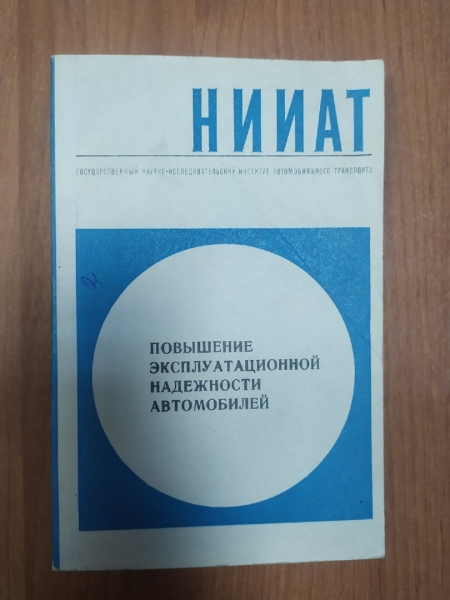 НИИАТ
ГОСУДАРСТВЕННЫЙ НАУЧНО-ИССЛЕДОВАТЕЛЬСКИЙ ИНСТИТУТ АВТОМОБИЛЬНОГО ТРАНСПОРТА
ПОВЫШЕНИЕ
ЭКСПЛУАТАЦИОННОЙ
НАДЕЖНОСТИ
АВТОМОБИЛЕЙ